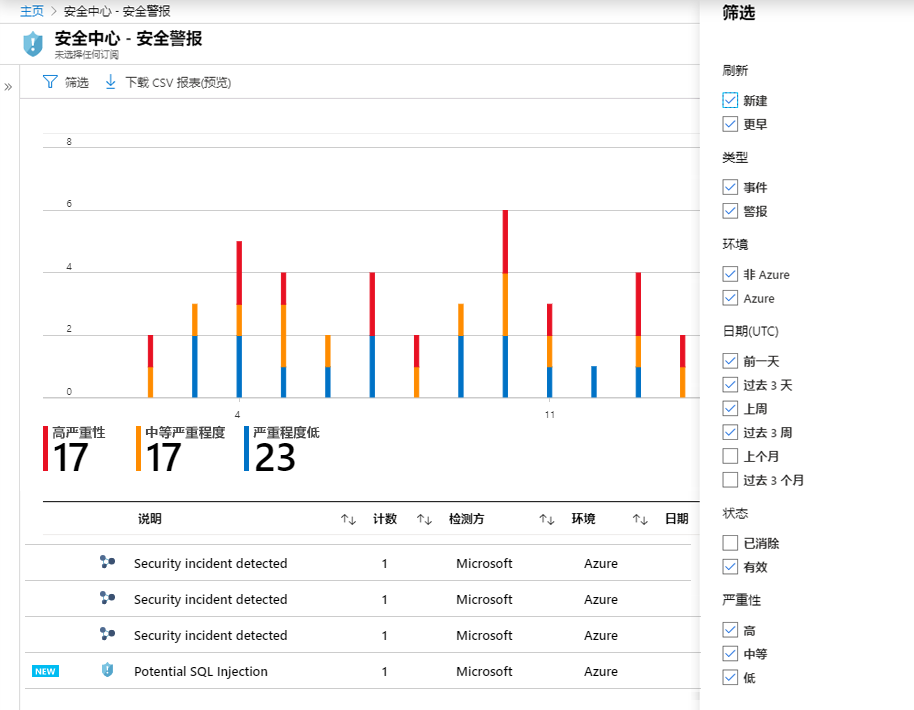 主页 > 安全中心 - 安全警报
安全中心 - 安全警报
未选择任何订阅
»
筛选 下载 CSV 报表(预览)
8
6
4
2
0
4 11
高严重性 中等严重程度 严重程度低
17 17 23
说明 计数 检测方 环境 日期
Security incident detected 1 Microsoft Azure
Security incident detected 1 Microsoft Azure
Security incident detected 1 Microsoft Azure
NEW Potential SQL Injection 1 Microsoft Azure
筛选
刷新
新建
更早
类型
事件
警报
环境
非 Azure
Azure
日期(UTC)
前一天
过去 3 天
上周
过去 3 周
上个月
过去 3 个月
状态
已消除
有效
严重性
高
中等
低